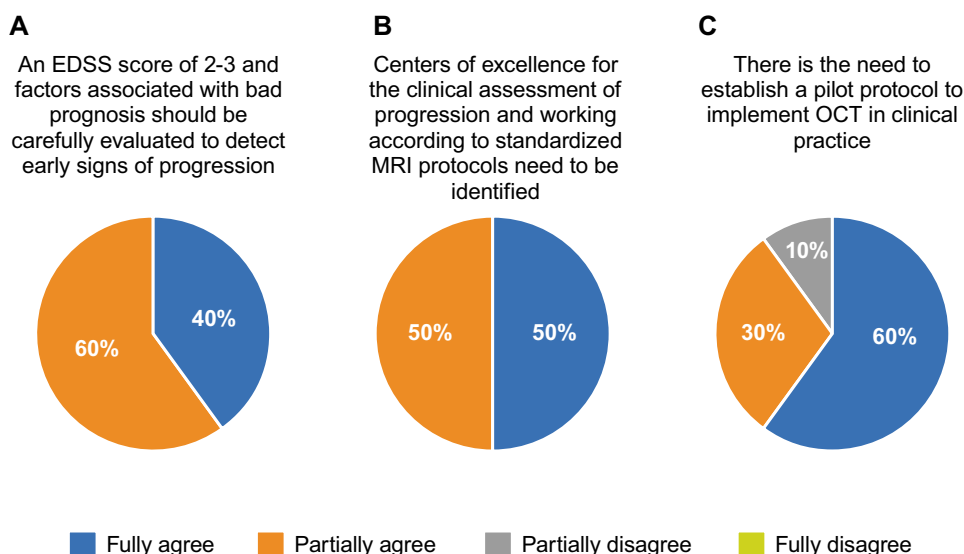 A
An EDSS score of 2-3 and
factors associated with bad
prognosis should be
carefully evaluated to detect
early signs of progression
40%
60%
B
Centers of excellence for
the clinical assessment of
progression and working
according to standardized
MRI protocols need to be
identified
50%
50%
C
There is the need to
establish a pilot protocol to
implement OCT in clinical
practice
10%
30%
60%
Fully agree
Partially agree
Partially disagree
Fully disagree